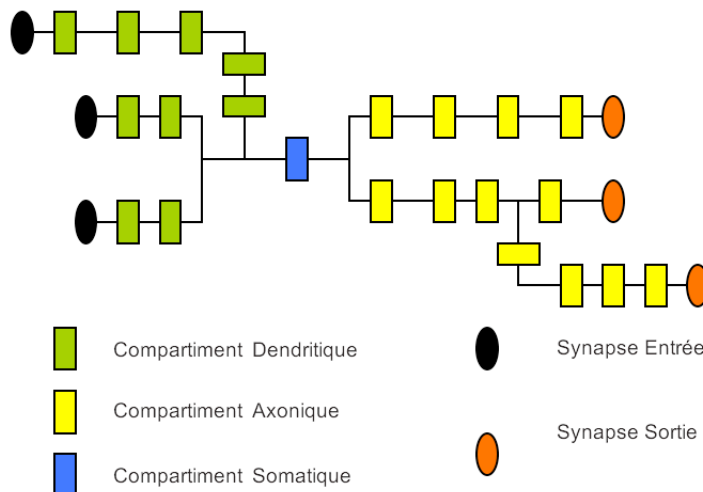 Compartiment Dendritique
Synapse Entrée
Compartiment Axonique
Synapse Sortie
Compartiment Somatique